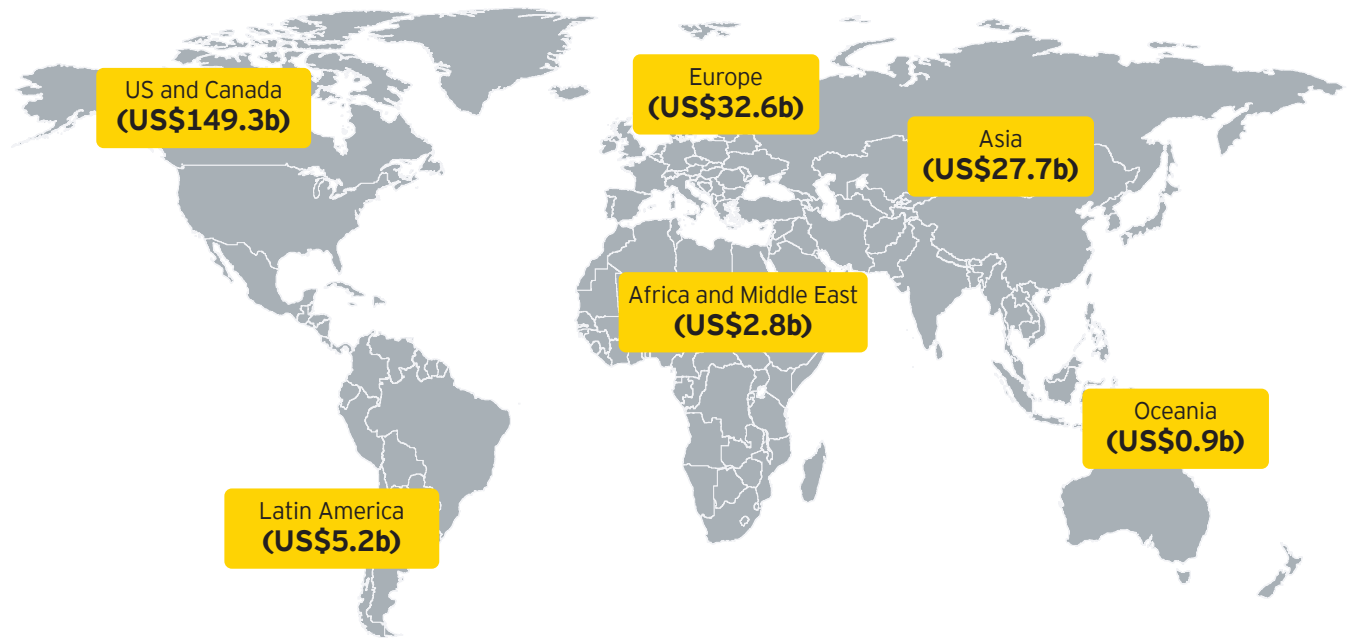 US and Canada
(US$149.3b)
Europe
(US$32.6b)
Asia
(US$27.7b)
Africa and Middle East
(US$2.8b)
Oceania
(US$0.9b)
Latin America
(US$5.2b)